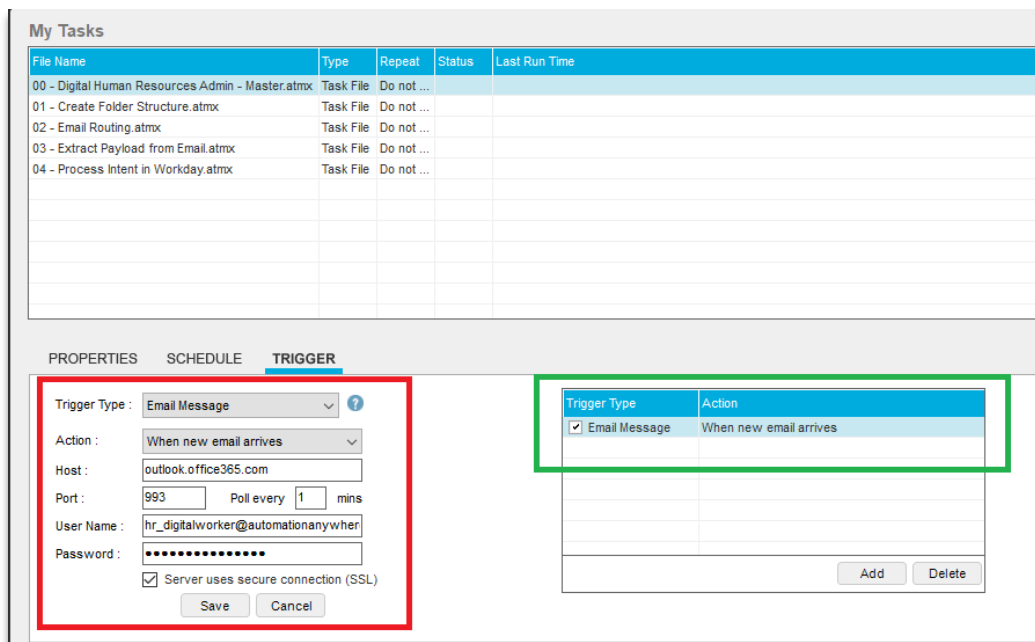 My Tasks
File Name Type Repeat Status Last Run Time
00 - Digital Human Resources Admin - Master.atmx Task File Do not ...
01 - Create Folder Structure.atmx Task File Do not ...
02 - Email Routing.atmx Task File Do not ...
03 - Extract Payload from Email.atmx Task File Do not ...
04 - Process Intent in Workday.atmx Task File Do not ...
PROPERTIES SCHEDULE TRIGGER
Trigger Type : Email Message ?
Action : When new email arrives
Host : outlook.office365.com
Port : 993 Poll every 1 mins
User Name : hr_digitalworker@automationanywher
Password : •••••••••••••••
Server uses secure connection (SSL)
Save Cancel
Trigger Type Action
Email Message When new email arrives
Add Delete